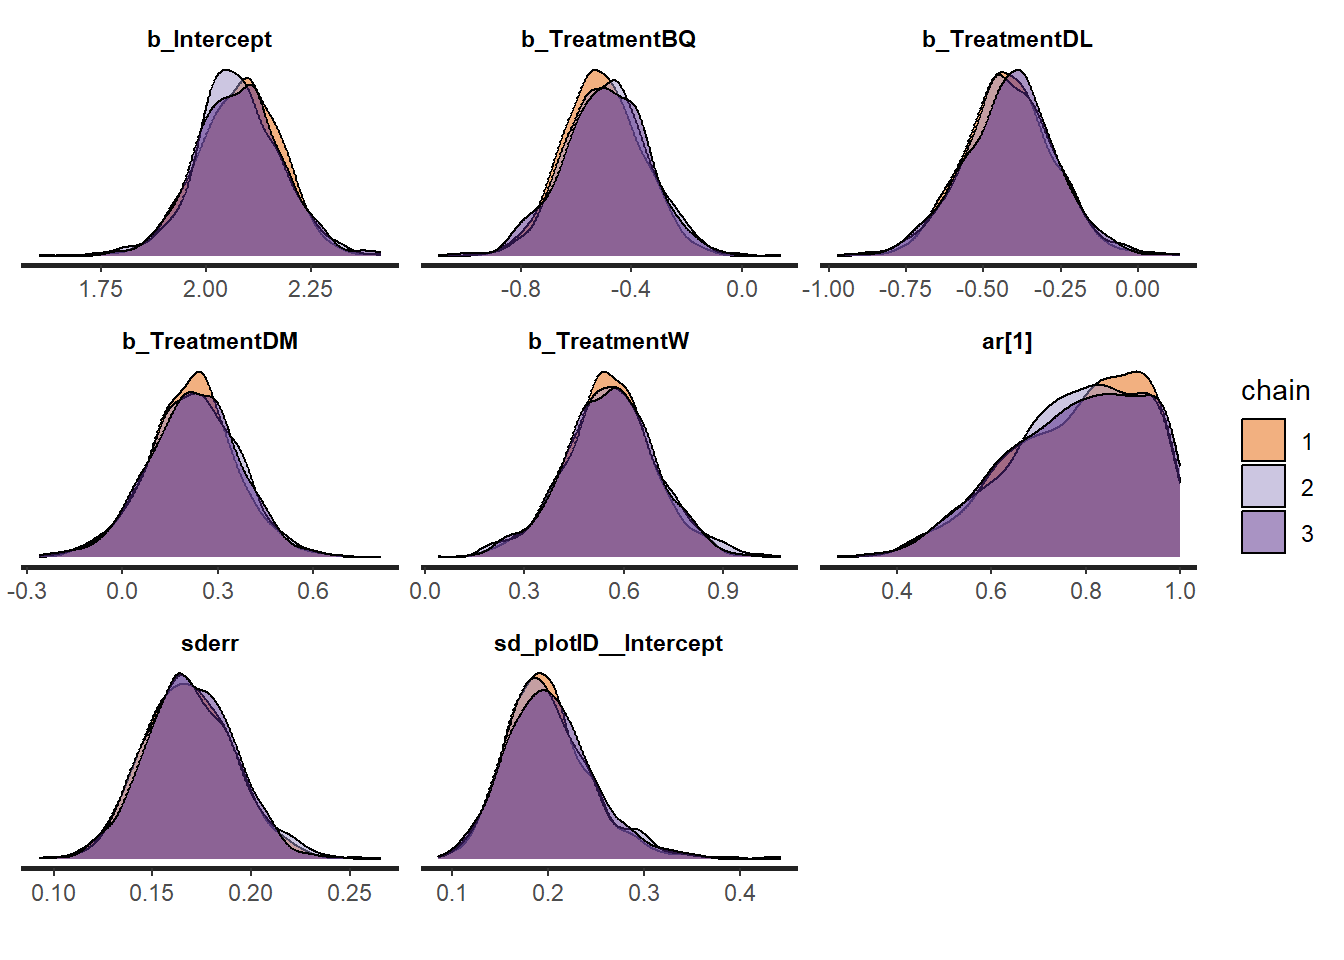 b_Intercept b_TreatmentBQ b_TreatmentDL
1.75 2.00 2.25 -0.8 -0.4 0.0 -1.00 -0.75 -0.50 -0.25 0.00
b_TreatmentDM b_TreatmentW ar[1]
-0.3 0.0 0.3 0.6 0.0 0.3 0.6 0.9 0.4 0.6 0.8 1.0
chain
1
2
3
sderr sd_plotID__Intercept
0.10 0.15 0.20 0.25 0.1 0.2 0.3 0.4